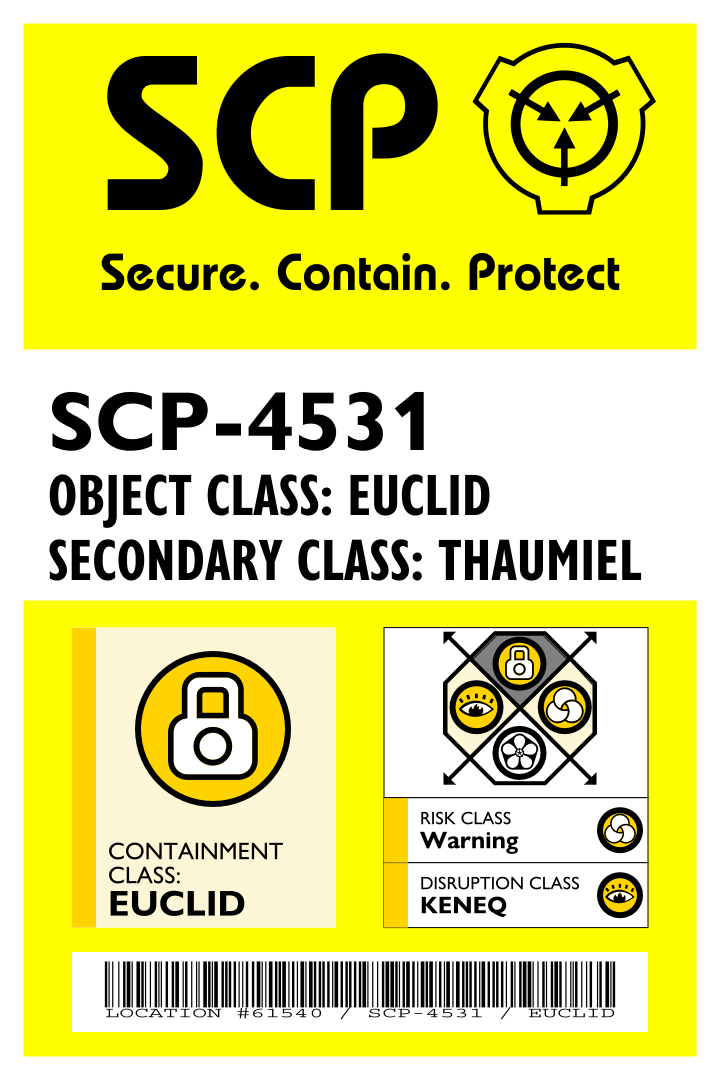 SCP
Secure. Contain. Protect
SCP-4531
OBJECT CLASS: EUCLID
SECONDARY CLASS: THAUMIEL
CONTAINMENT
CLASS:
EUCLID
RISK CLASS
Warning
DISRUPTION CLASS
KENEQ
LOCATION #61540 / SCP-4531 / EUCLID